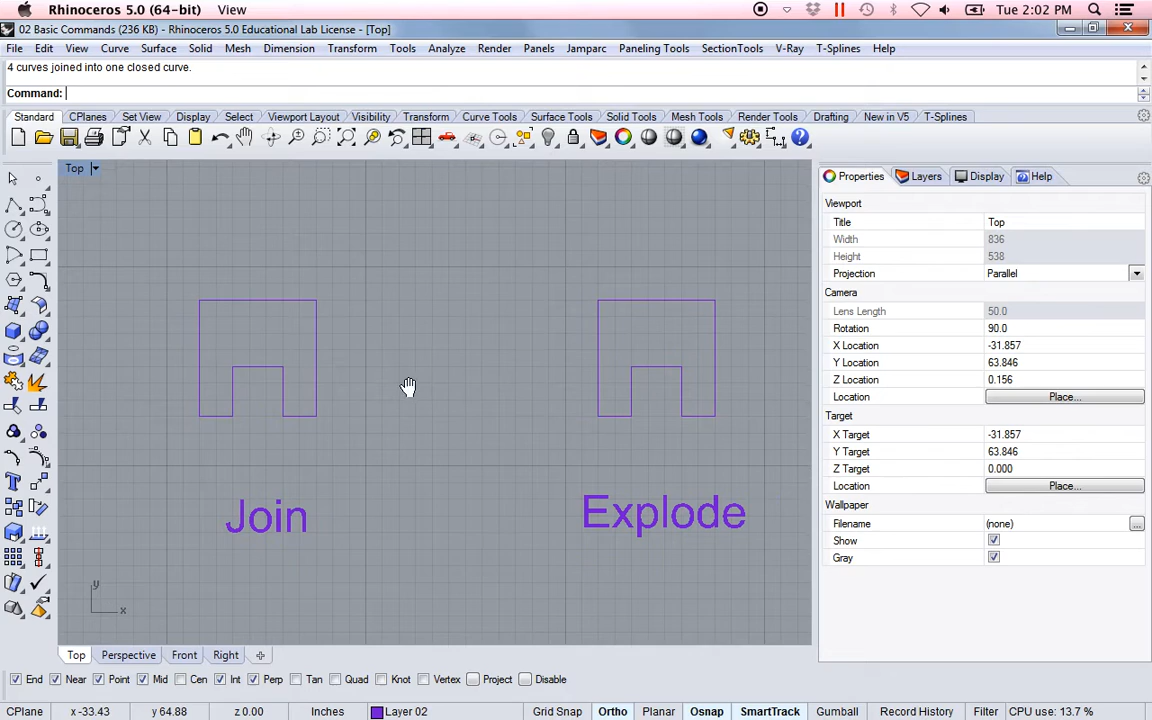 Rhinoceros 5.0 (64-bit) View Tue 2:02 PM
02 Basic Commands (236 KB) - Rhinoceros 5.0 Educational Lab License - [Top]
File Edit View Curve Surface Solid Mesh Dimension Transform Tools Analyze Render Panels Jamparc Paneling Tools SectionTools V-Ray T-Splines Help
4 curves joined into one closed curve.
Command:
Standard CPlanes Set View Display Select Viewport Layout Visibility Transform Curve Tools Surface Tools Solid Tools Mesh Tools Render Tools Drafting New in V5 T-Splines
Top
Properties Layers Display Help
Viewport
Title Top
Width 836
Height 538
Projection Parallel
Camera
Lens Length 50.0
Rotation 90.0
X Location -31.857
Y Location 63.846
Z Location 0.156
Location Place...
Target
X Target -31.857
Y Target 63.846
Z Target 0.000
Location Place...
Wallpaper
Filename (none) ...
Show
Gray
Join Explode
y
x
Top Perspective Front Right
End Near Point Mid Cen Int Perp Tan Quad Knot Vertex Project Disable
CPlane x -33.43 y 64.88 z 0.00 Inches Layer 02 Grid Snap Ortho Planar Osnap SmartTrack Gumball Record History Filter CPU use: 13.7 %